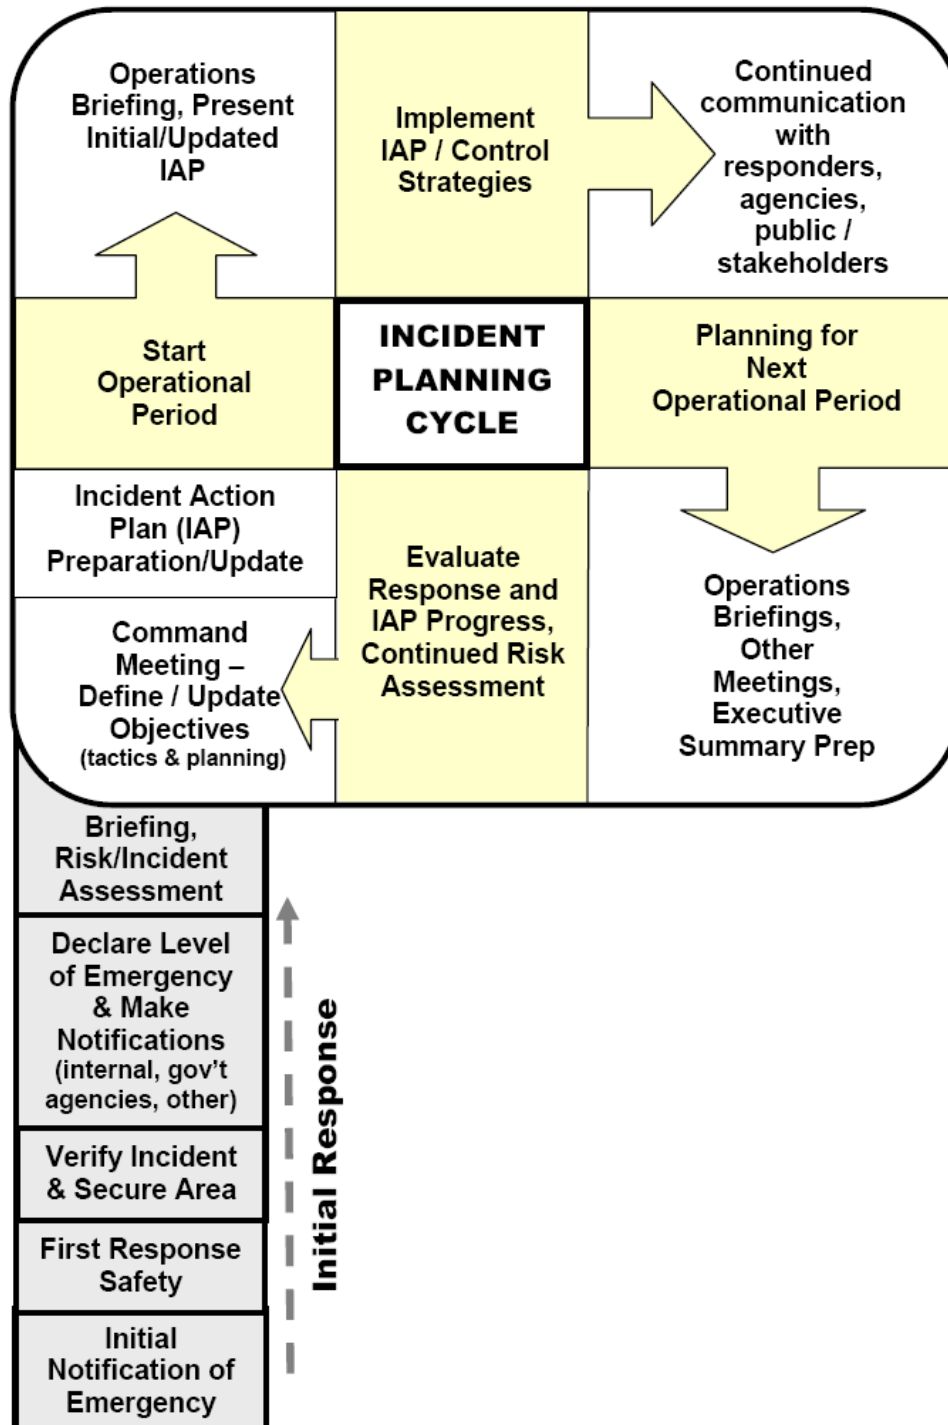 Operations
Briefing, Present
Initial/Updated
IAP
Implement
IAP / Control
Strategies
Continued
communication
with
responders,
agencies,
public /
stakeholders
Start
Operational
Period
INCIDENT
PLANNING
CYCLE
Planning for
Next
Operational Period
Incident Action
Plan (IAP)
Preparation/Update
Evaluate
Response and
IAP Progress,
Continued Risk
Assessment
Operations
Briefings,
Other
Meetings,
Executive
Summary Prep
Command
Meeting –
Define / Update
Objectives
(tactics & planning)
Briefing,
Risk/Incident
Assessment
Declare Level
of Emergency
& Make
Notifications
(internal, gov't
agencies, other)
Verify Incident
& Secure Area
First Response
Safety
Initial
Notification of
Emergency
Initial Response